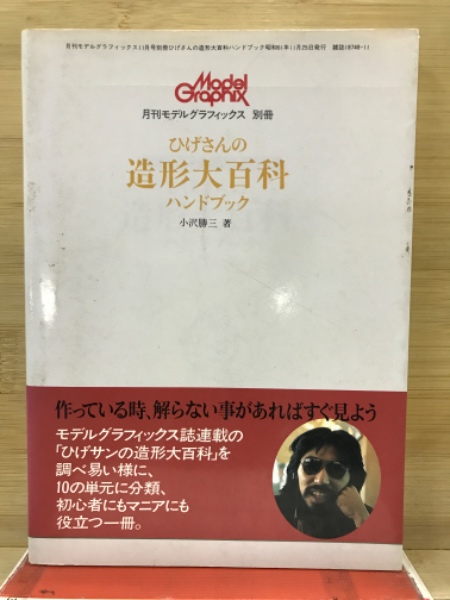 月刊モデルグラフィックス11月号別冊ひげさんの造形大百科ハンドブック昭和61年11月25日発行 雑誌18748-11
Model
Graphix
月刊モデルグラフィックス 別冊
ひげさんの
造形大百科
ハンドブック
小沢勝三 著
作っている時、解らない事があればすぐ見よう
モデルグラフィックス誌連載の
「ひげサンの造形大百科」を
調べ易い様に、
10の単元に分類、
初心者にもマニアにも
役立つ一冊。